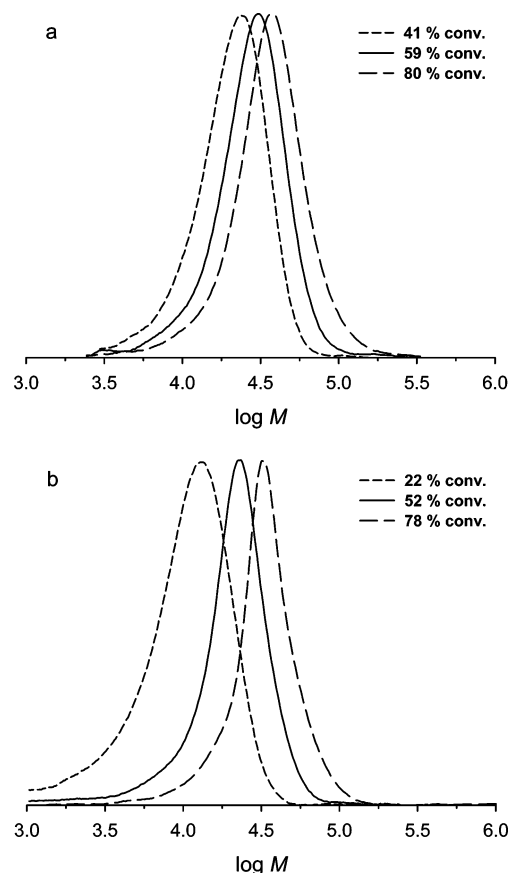 a
41 % conv.
59 % conv.
80 % conv.
3.0 3.5 4.0 4.5 5.0 5.5 6.0
log M
b
22 % conv.
52 % conv.
78 % conv.
3.0 3.5 4.0 4.5 5.0 5.5 6.0
log M